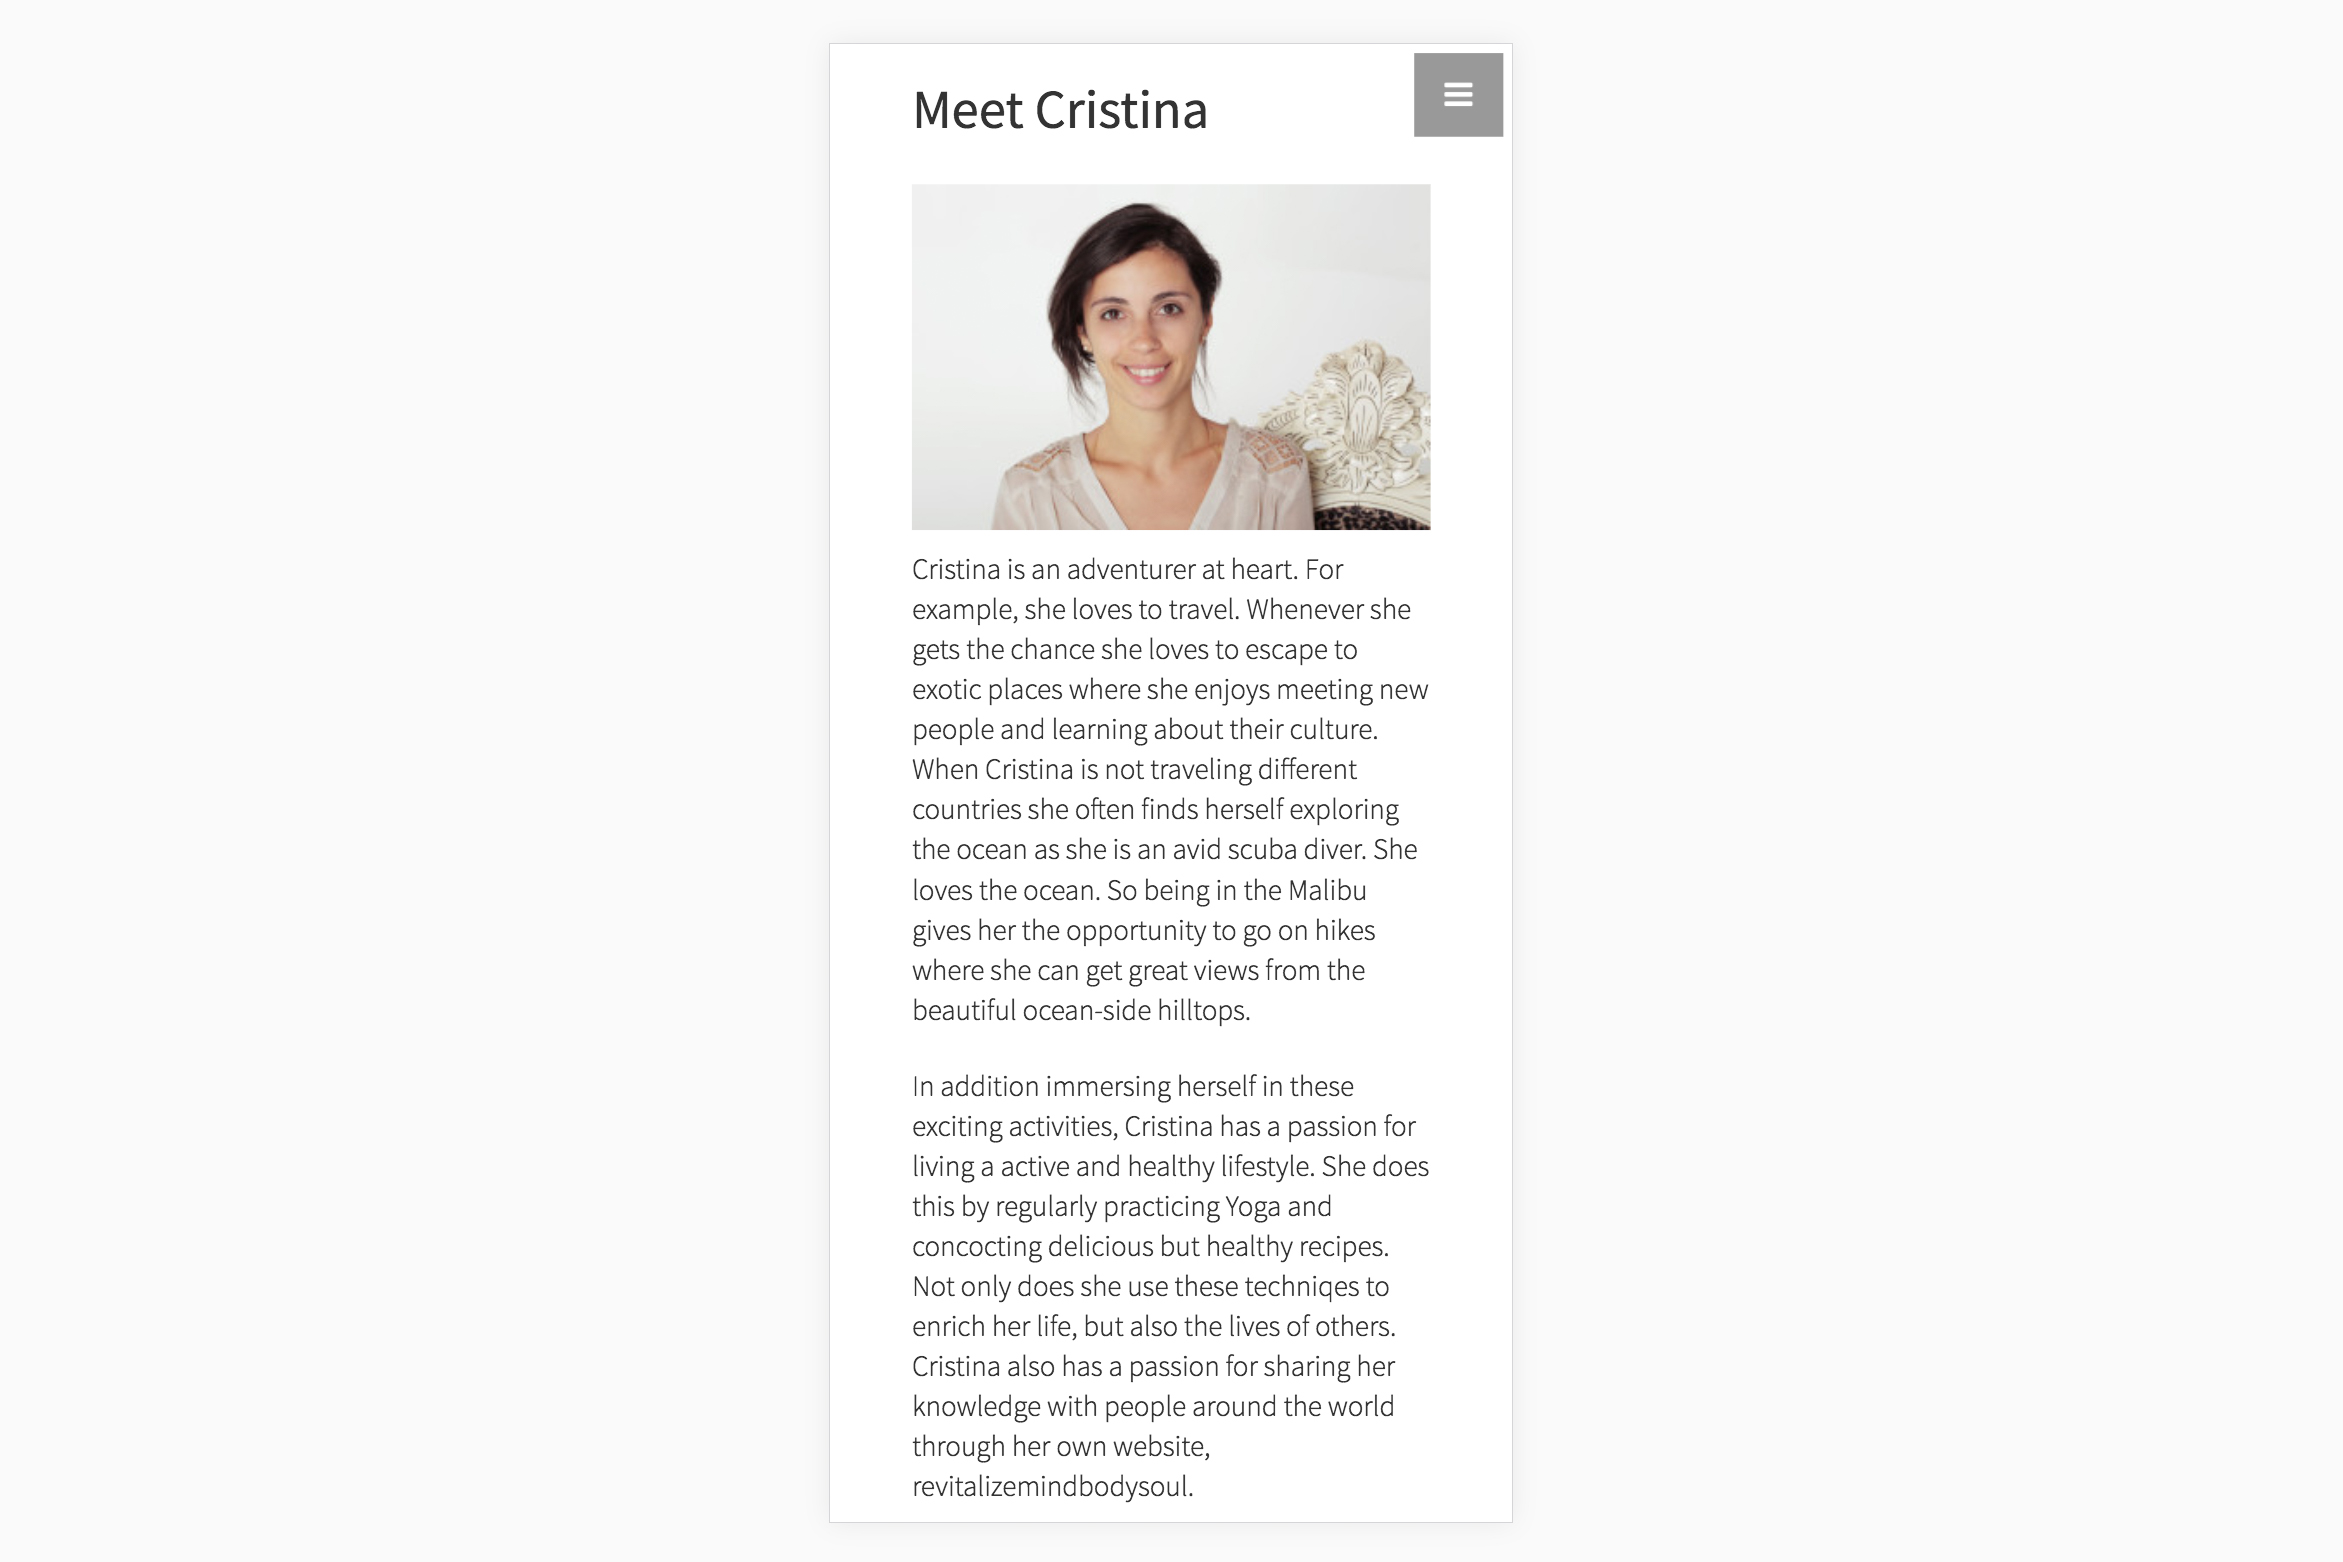 Meet Cristina
Cristina is an adventurer at heart. For
example, she loves to travel. Whenever she
gets the chance she loves to escape to
exotic places where she enjoys meeting new
people and learning about their culture.
When Cristina is not traveling different
countries she often finds herself exploring
the ocean as she is an avid scuba diver. She
loves the ocean. So being in the Malibu
gives her the opportunity to go on hikes
where she can get great views from the
beautiful ocean-side hilltops.
In addition immersing herself in these
exciting activities, Cristina has a passion for
living a active and healthy lifestyle. She does
this by regularly practicing Yoga and
concocting delicious but healthy recipes.
Not only does she use these techniqes to
enrich her life, but also the lives of others.
Cristina also has a passion for sharing her
knowledge with people around the world
through her own website,
revitalizemindbodysoul.